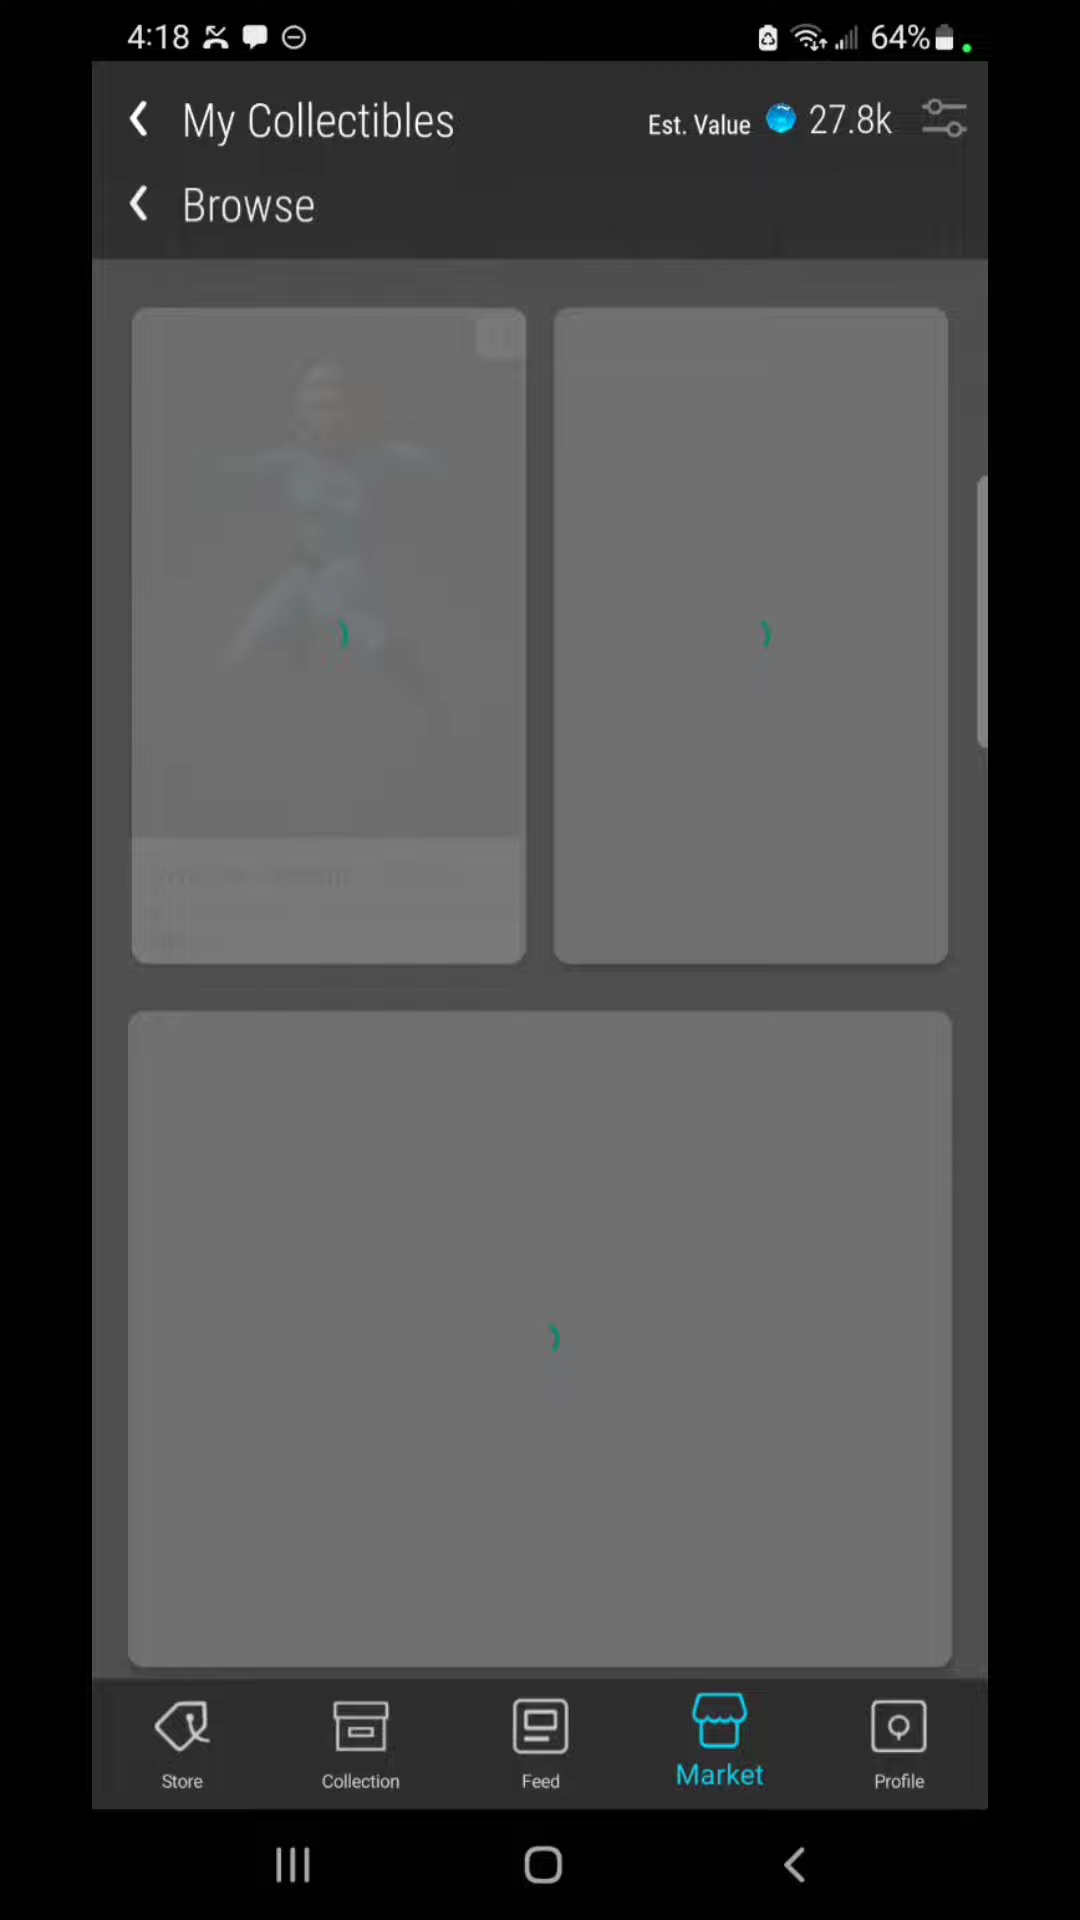 4:18
64%
My Collectibles
Est. Value 27.8k
Browse
Store
Collection
Feed
Market
Profile